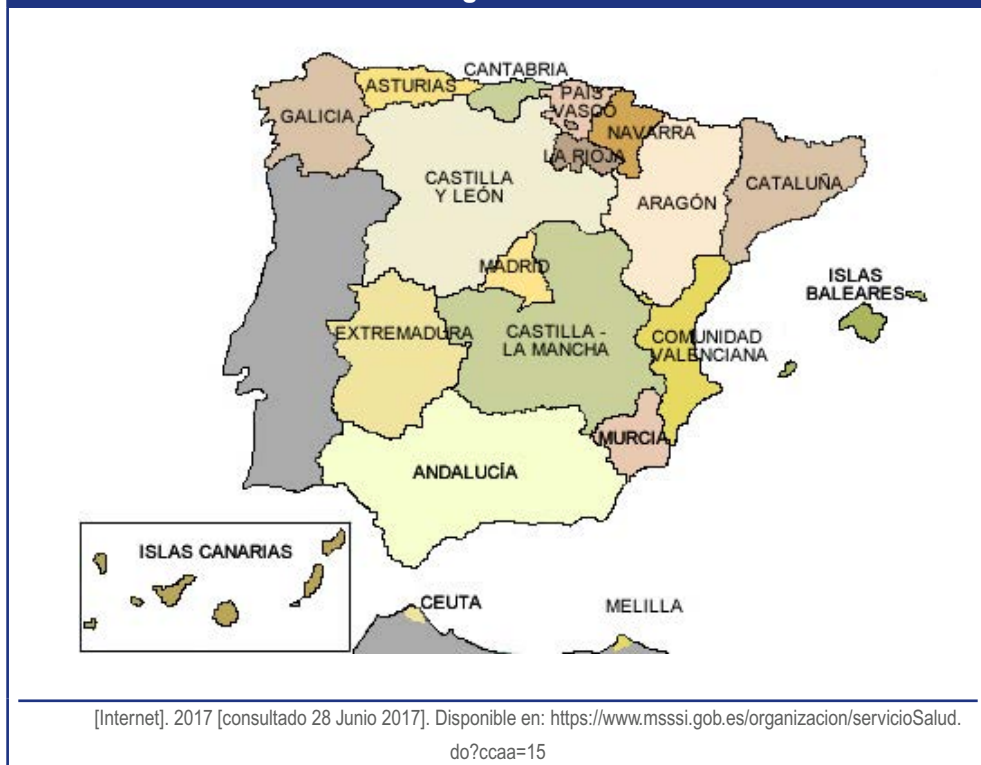 CANTABRIA
ASTURIAS
PAIS
VASCO
GALICIA
NAVARRA
LA RIOJA
CASTILLA
Y LEÓN
CATALUÑA
ARAGÓN
MADRID
ISLAS
BALEARES
EXTREMADURA
CASTILLA -
LA MANCHA
COMUNIDAD
VALENCIANA
MURCIA
ANDALUCÍA
ISLAS CANARIAS
CEUTA
MELILLA
[Internet]. 2017 [consultado 28 Junio 2017]. Disponible en: https://www.msssi.gob.es/organizacion/servicioSalud.
do?ccaa=15